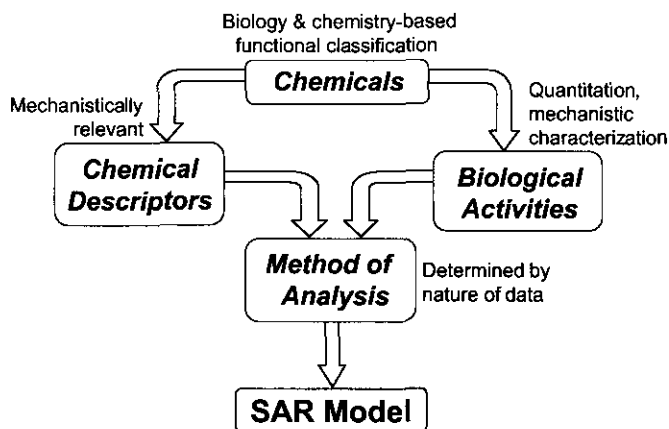 Biology & chemistry-based
functional classification
Chemicals
Mechanistically
relevant
Quantitation,
mechanistic
characterization
Chemical
Descriptors
Biological
Activities
Method of
Analysis
Determined by
nature of data
SAR Model